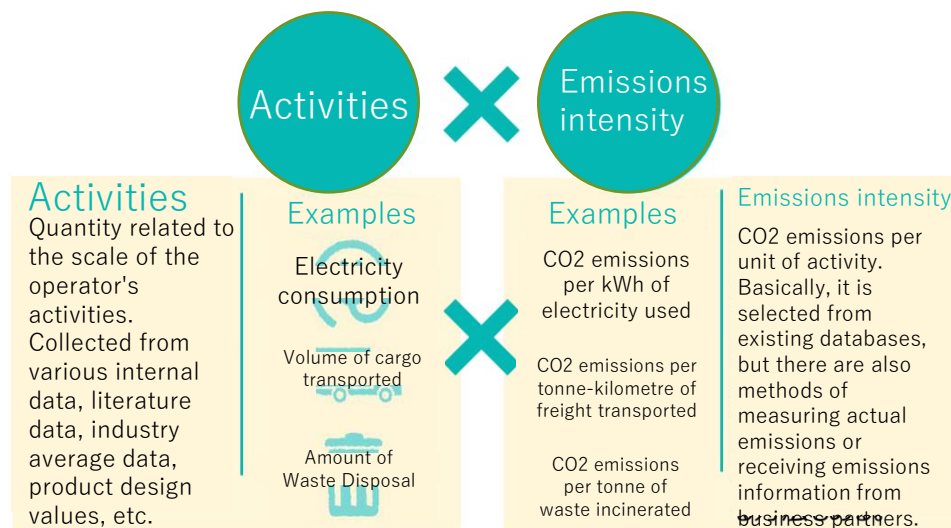 Activities
Emissions
intensity
Activities
Quantity related to
the scale of the
operator's
activities.
Collected from
various internal
data, literature
data, industry
average data,
product design
values, etc.
Examples
Electricity
consumption
Volume of cargo
transported
Amount of
Waste Disposal
Examples
CO2 emissions
per kWh of
electricity used
CO2 emissions per
tonne-kilometre of
freight transported
CO2 emissions
per tonne of
waste incinerated
Emissions intensity
CO2 emissions per
unit of activity.
Basically, it is
selected from
existing databases,
but there are also
methods of
measuring actual
emissions or
receiving emissions
information from
business partners.